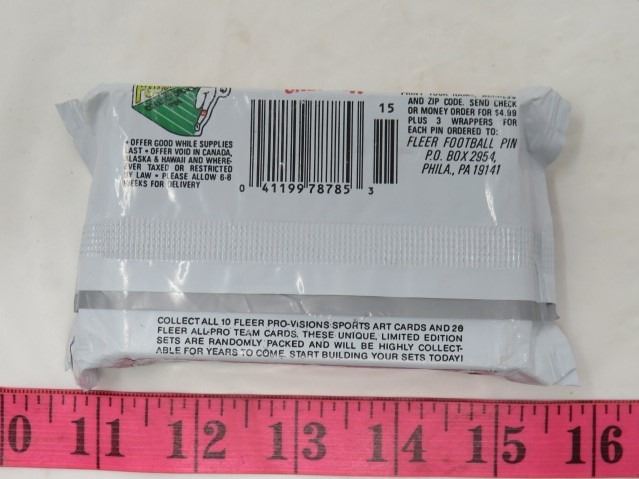 15
AND ZIP CODE. SEND CHECK
OR MONEY ORDER FOR $4.99
PLUS 3 WRAPPERS FOR
EACH PIN ORDERED TO:
FLEER FOOTBALL PIN
P.O. BOX 2954,
PHILA., PA 19141
• OFFER GOOD WHILE SUPPLIES
LAST • OFFER VOID IN CANADA,
ALASKA & HAWAII AND WHERE-
EVER TAXED OR RESTRICTED
BY LAW • PLEASE ALLOW 6-8
WEEKS FOR DELIVERY
0 41199 78785 3
COLLECT ALL 10 FLEER PRO-VISIONS SPORTS ART CARDS AND 26
FLEER ALL-PRO TEAM CARDS. THESE UNIQUE, LIMITED EDITION
SETS ARE RANDOMLY PACKED AND WILL BE HIGHLY COLLECT-
ABLE FOR YEARS TO COME. START BUILDING YOUR SETS TODAY!
0 11 12 13 14 15 16